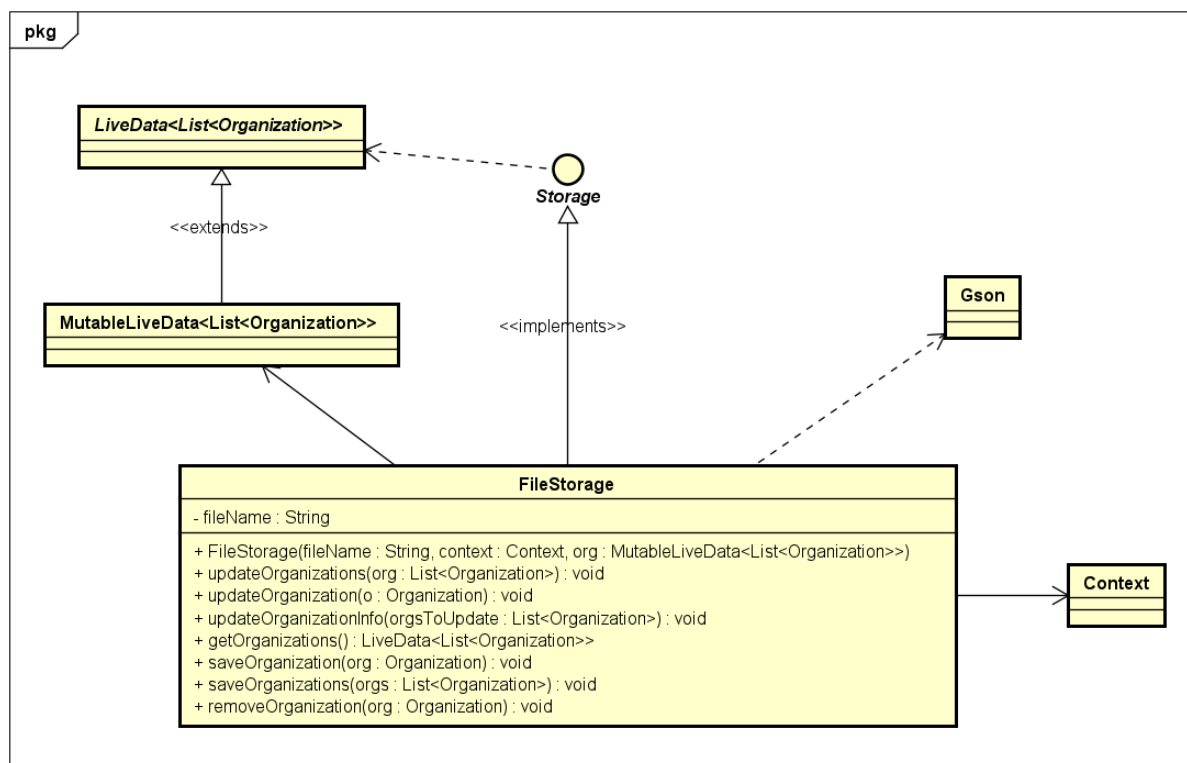 pkg
LiveData<List<Organization>>
Storage
<<extends>>
Gson
MutableLiveData<List<Organization>>
<<implements>>
FileStorage
- fileName : String
+ FileStorage(fileName : String, context : Context, org : MutableLiveData<List<Organization>>)
+ updateOrganizations(org : List<Organization>) : void
+ updateOrganization(o : Organization) : void
+ updateOrganizationInfo(orgsToUpdate : List<Organization>) : void
+ getOrganizations() : LiveData<List<Organization>>
+ saveOrganization(org : Organization) : void
+ saveOrganizations(orgs : List<Organization>) : void
+ removeOrganization(org : Organization) : void
Context